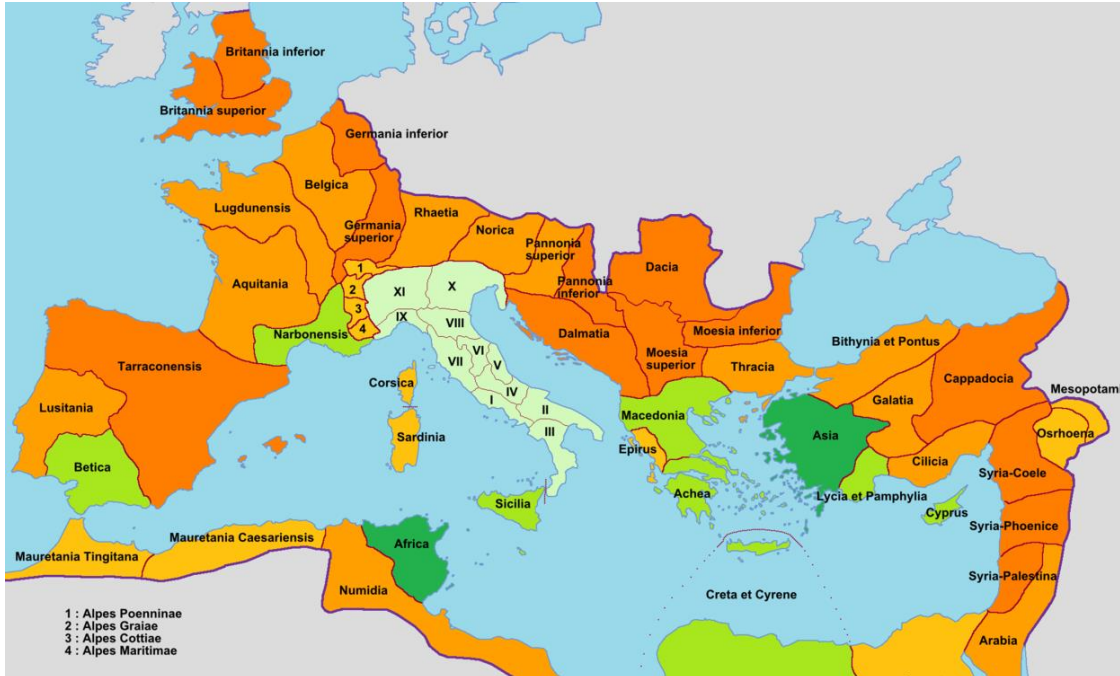 Britannia inferior
Britannia superior
Germania inferior
Belgica
Lugdunensis
Germania
superior
Rhaetia
Norica
Pannonia
superior
Pannonia
inferior
Dacia
Aquitania
1
2
3
4
XI
X
IX
VIII
VII
VI
V
IV
I
II
III
Narbonensis
Dalmatia
Moesia inferior
Moesia
superior
Thracia
Bithynia et Pontus
Cappadocia
Galatia
Mesopotami
Osrhoena
Tarraconensis
Lusitania
Betica
Corsica
Sardinia
Sicilia
Macedonia
Epirus
Achea
Asia
Lycia et Pamphylia
Cilicia
Cyprus
Syria-Coele
Syria-Phoenice
Syria-Palestina
Arabia
Creta et Cyrene
Mauretania Tingitana
Mauretania Caesariensis
Africa
Numidia
1 : Alpes Poenninae
2 : Alpes Graiae
3 : Alpes Cottiae
4 : Alpes Maritimae